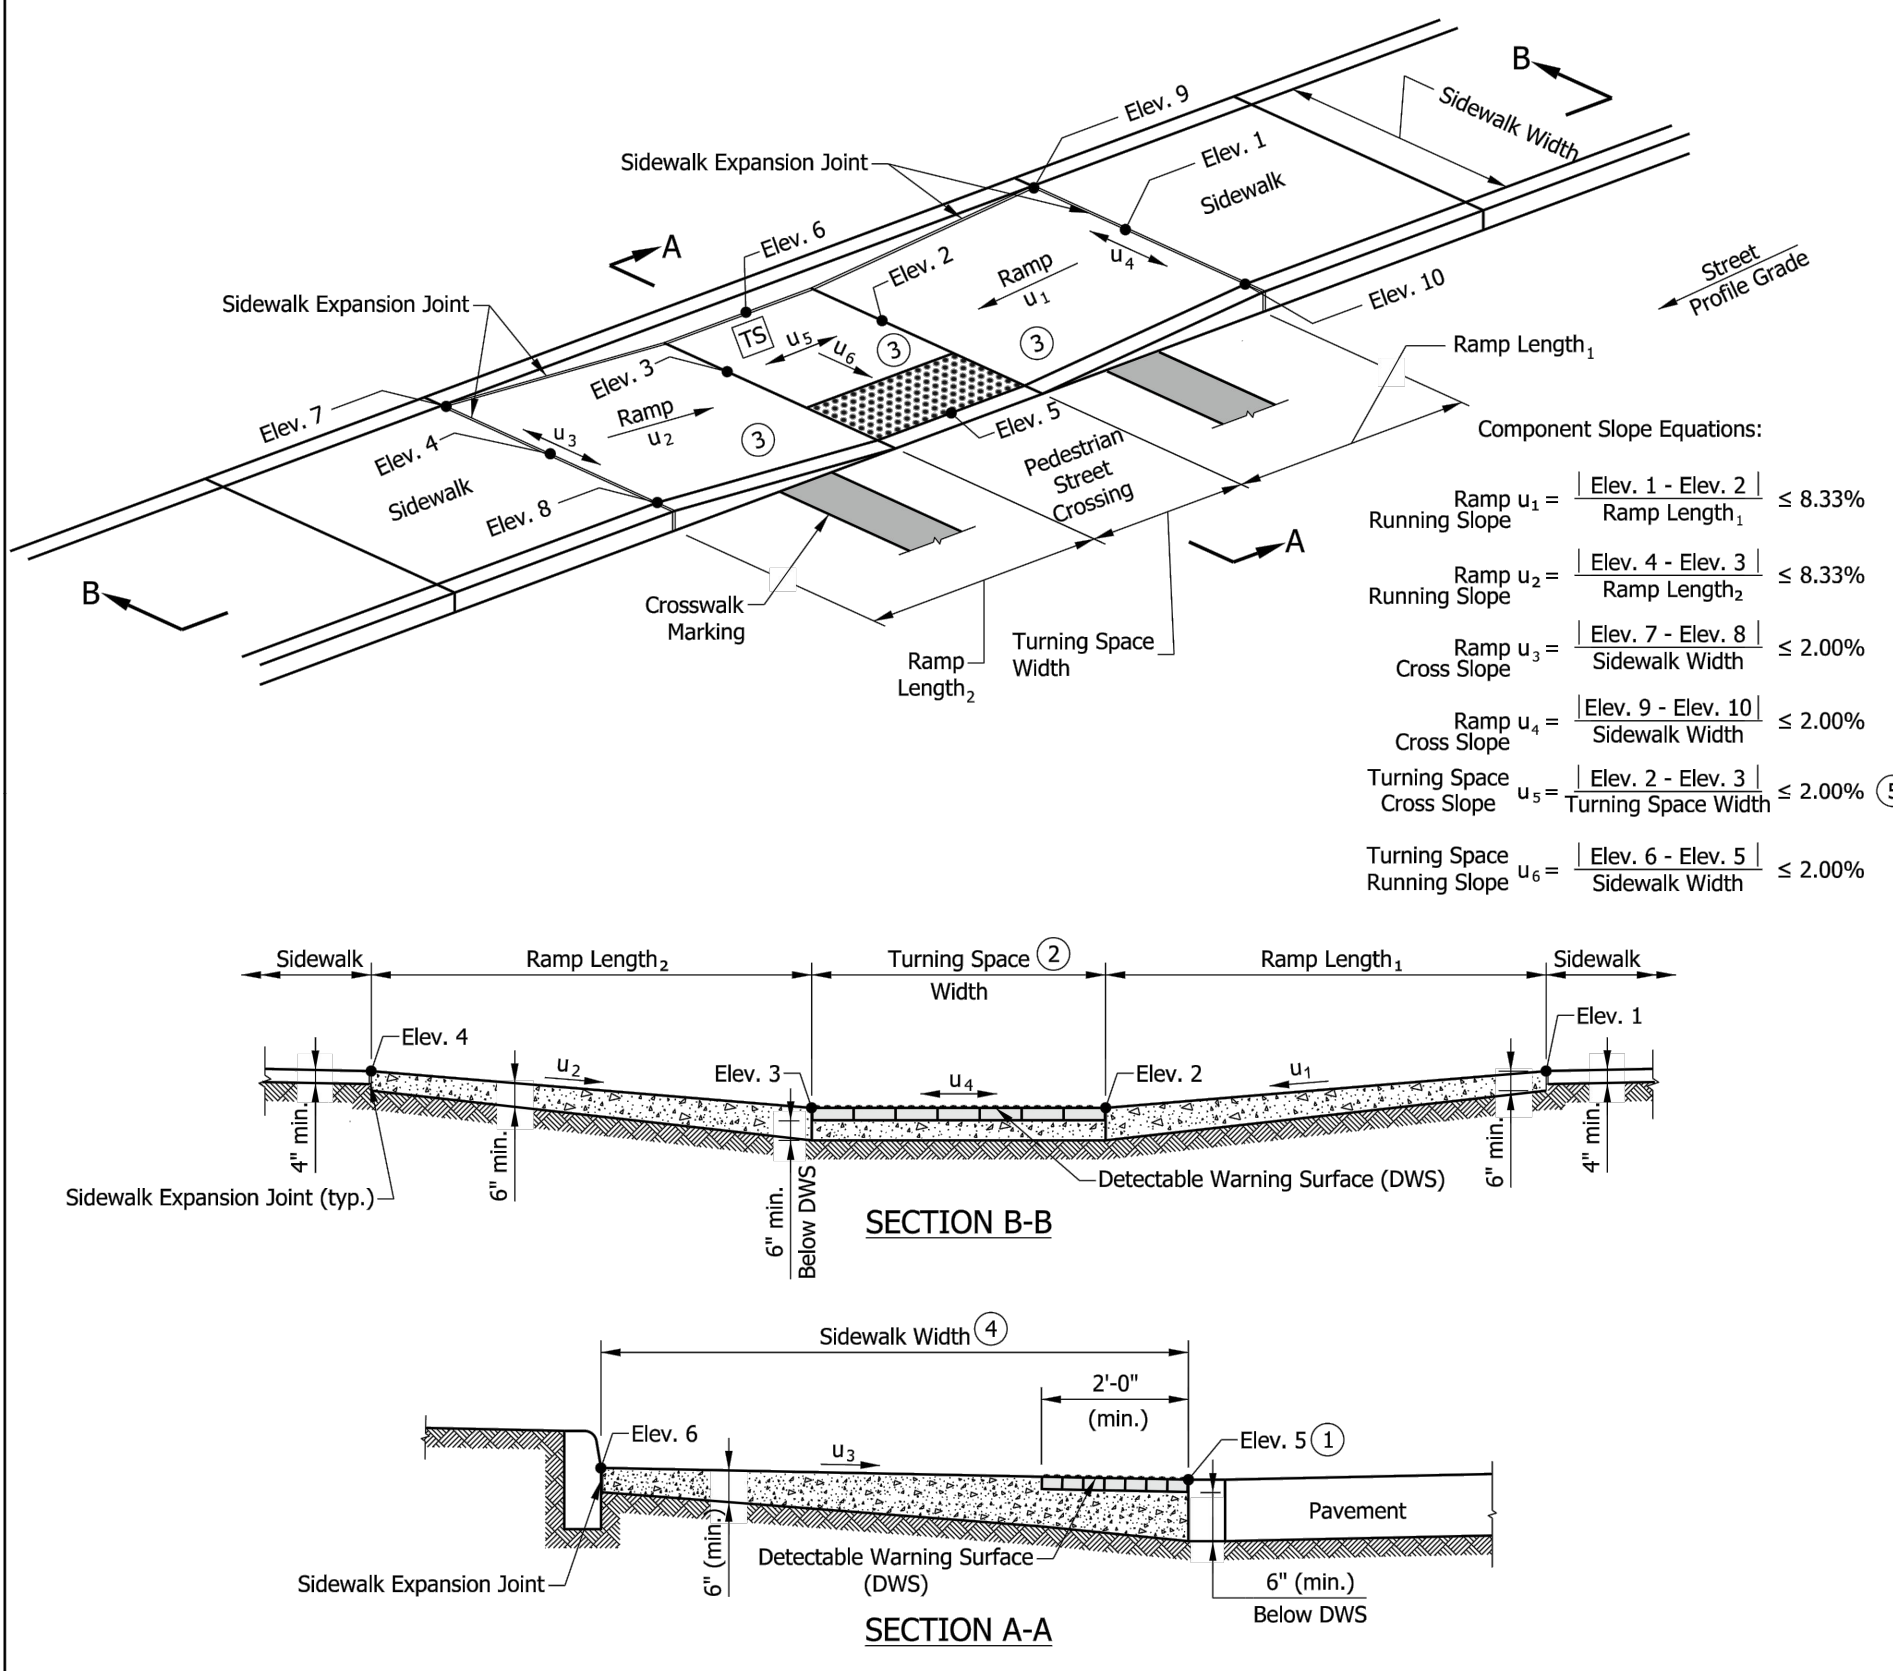 B
Elev. 9
Sidewalk Width
Elev. 1
Sidewalk Expansion Joint
Sidewalk
A
Elev. 6
Elev. 2
Ramp
u₁
u₄
Street
Profile Grade
Elev. 10
Sidewalk Expansion Joint
TS
u₅
u₆
3
3
Ramp Length₁
Elev. 3
Ramp
u₂
3
Elev. 7
Elev. 4
u₃
Elev. 5
Pedestrian
Street
Crossing
Sidewalk
Elev. 8
A
B
Crosswalk
Marking
Ramp
Length₂
Turning Space
Width
Component Slope Equations:
Ramp u₁ = | Elev. 1 - Elev. 2 | ≤ 8.33%
Running Slope Ramp Length₁
Ramp u₂ = | Elev. 4 - Elev. 3 | ≤ 8.33%
Running Slope Ramp Length₂
Ramp u₃ = | Elev. 7 - Elev. 8 | ≤ 2.00%
Cross Slope Sidewalk Width
Ramp u₄ = |Elev. 9 - Elev. 10| ≤ 2.00%
Cross Slope Sidewalk Width
Turning Space u₅ = | Elev. 2 - Elev. 3 | ≤ 2.00%
Cross Slope Turning Space Width
Turning Space u₆ = | Elev. 6 - Elev. 5 | ≤ 2.00%
Running Slope Sidewalk Width
Sidewalk
Ramp Length₂
Turning Space 2
Width
Ramp Length₁
Sidewalk
Elev. 4
u₂
Elev. 3
u₄
Elev. 2
u₁
Elev. 1
4" min.
6" min.
6" min.
Below DWS
6" min.
4" min.
Sidewalk Expansion Joint (typ.)
Detectable Warning Surface (DWS)
SECTION B-B
Sidewalk Width 4
2'-0"
(min.)
Elev. 6
u₃
Elev. 5 1
Pavement
6" (min.)
Sidewalk Expansion Joint
Detectable Warning Surface
(DWS)
6" (min.)
Below DWS
SECTION A-A